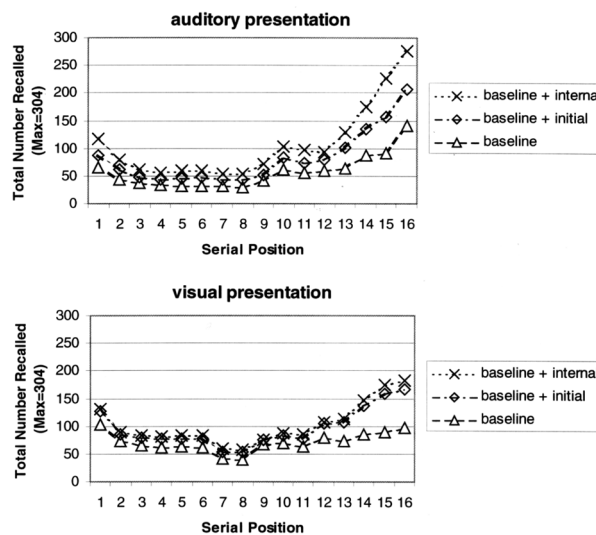 auditory presentation
Total Number Recalled
(Max=304)
300
250
200
150
100
50
0
1 2 3 4 5 6 7 8 9 10 11 12 13 14 15 16
Serial Position
baseline + interna
baseline + initial
baseline
visual presentation
Total Number Recalled
(Max=304)
300
250
200
150
100
50
0
1 2 3 4 5 6 7 8 9 10 11 12 13 14 15 16
Serial Position
baseline + interna
baseline + initial
baseline